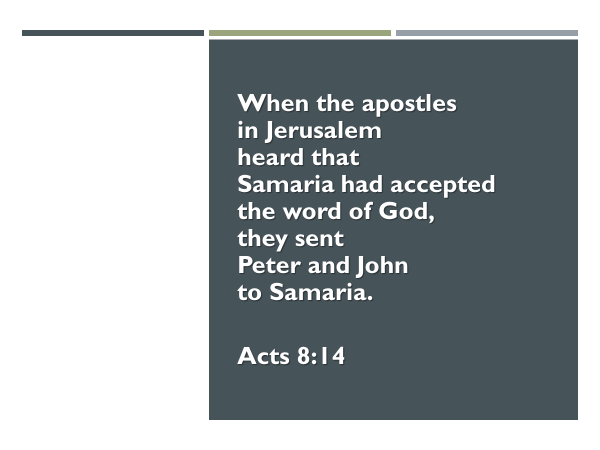 When the apostles
in Jerusalem
heard that
Samaria had accepted
the word of God,
they sent
Peter and John
to Samaria.
Acts 8:14